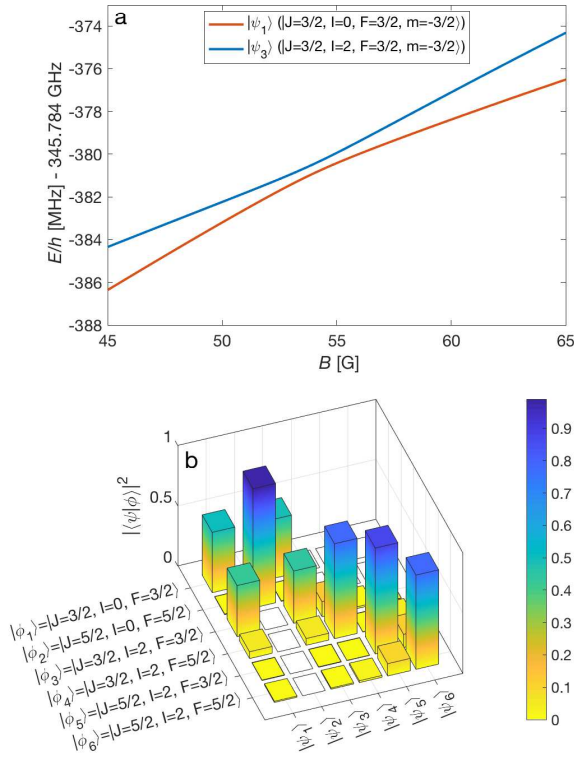 a
|ψ₁⟩ (|J=3/2, I=0, F=3/2, m=-3/2⟩)
|ψ₃⟩ (|J=3/2, I=2, F=3/2, m=-3/2⟩)
E/h [MHz] - 345.784 GHz
-374
-376
-378
-380
-382
-384
-386
-388
45
50
55
60
65
B [G]
b
|⟨ψ|ϕ⟩|²
1
0.5
0
|ϕ₁⟩=|J=3/2, I=0, F=3/2⟩
|ϕ₂⟩=|J=5/2, I=0, F=5/2⟩
|ϕ₃⟩=|J=3/2, I=2, F=3/2⟩
|ϕ₄⟩=|J=3/2, I=2, F=5/2⟩
|ϕ₅⟩=|J=5/2, I=2, F=3/2⟩
|ϕ₆⟩=|J=5/2, I=2, F=5/2⟩
|ψ₁⟩
|ψ₂⟩
|ψ₃⟩
|ψ₄⟩
|ψ₅⟩
|ψ₆⟩
0.9
0.8
0.7
0.6
0.5
0.4
0.3
0.2
0.1
0